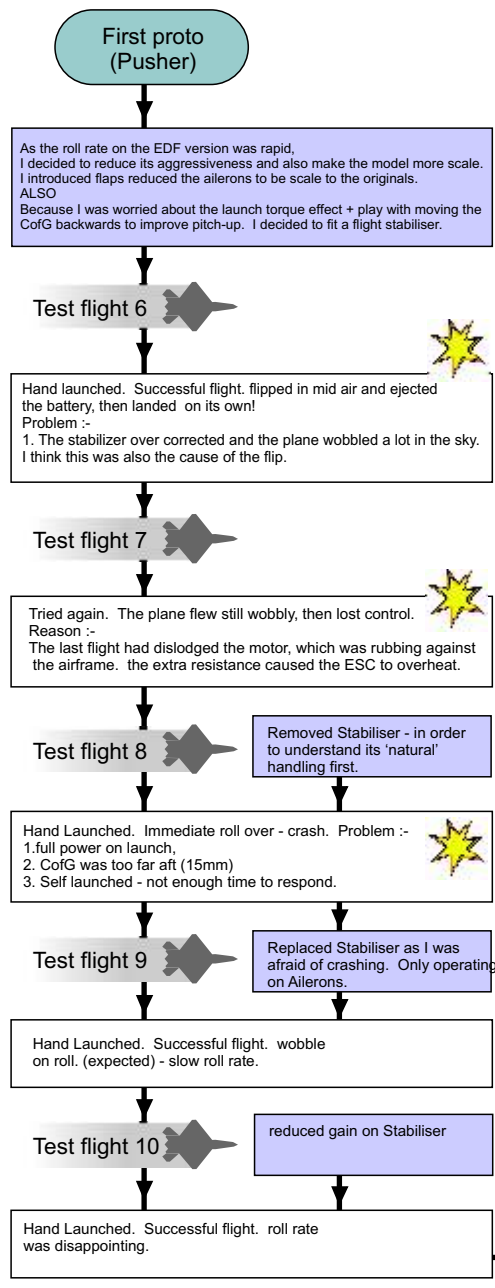 First proto
(Pusher)
As the roll rate on the EDF version was rapid,
I decided to reduce its aggressiveness and also make the model more scale.
I introduced flaps reduced the ailerons to be scale to the originals.
ALSO
Because I was worried about the launch torque effect + play with moving the
CofG backwards to improve pitch-up.  I decided to fit a flight stabiliser.
Test flight 6
Hand launched.  Successful flight. flipped in mid air and ejected
the battery, then landed  on its own!
Problem :-
1. The stabilizer over corrected and the plane wobbled a lot in the sky.
I think this was also the cause of the flip.
Test flight 7
Tried again.  The plane flew still wobbly, then lost control.
Reason :-
The last flight had dislodged the motor, which was rubbing against
the airframe.  the extra resistance caused the ESC to overheat.
Test flight 8
Removed Stabiliser - in order
to understand its ‘natural’
handling first.
Hand Launched.  Immediate roll over - crash.  Problem :-
1.full power on launch,
2. CofG was too far aft (15mm)
3. Self launched - not enough time to respond.
Test flight 9
Replaced Stabiliser as I was
afraid of crashing.  Only operating
on Ailerons.
Hand Launched.  Successful flight.  wobble
on roll. (expected) - slow roll rate.
Test flight 10
reduced gain on Stabiliser
Hand Launched.  Successful flight.  roll rate
was disappointing.